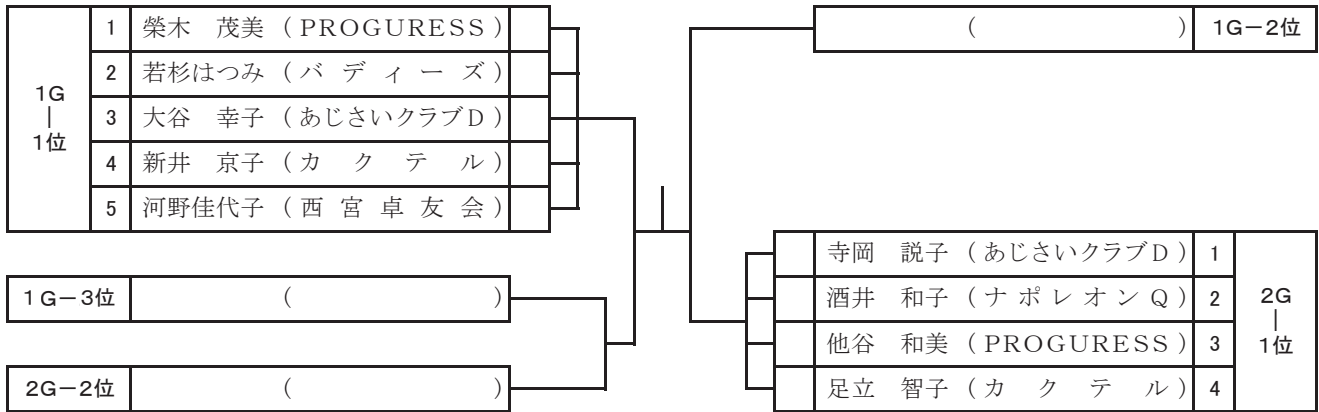 1G
|
1位
1 榮木 茂美 (PROGURESS)
2 若杉はつみ (バディーズ)
3 大谷 幸子 (あじさいクラブD)
4 新井 京子 (カクテル)
5 河野佳代子 (西宮卓友会)
1G-3位 ( )
2G-2位 ( )
( ) 1G-2位
寺岡 説子 (あじさいクラブD) 1
酒井 和子 (ナポレオンQ) 2
他谷 和美 (PROGURESS) 3
足立 智子 (カクテル) 4
2G
|
1位